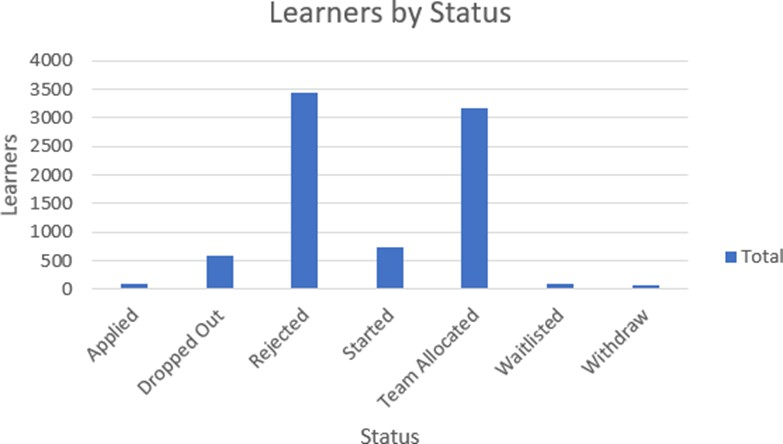 Learners by Status
4000
3500
3000
2500
2000
1500
1000
500
0
Learners
Applied
Dropped Out
Rejected
Started
Team Allocated
Waitlisted
Withdraw
Status
Total